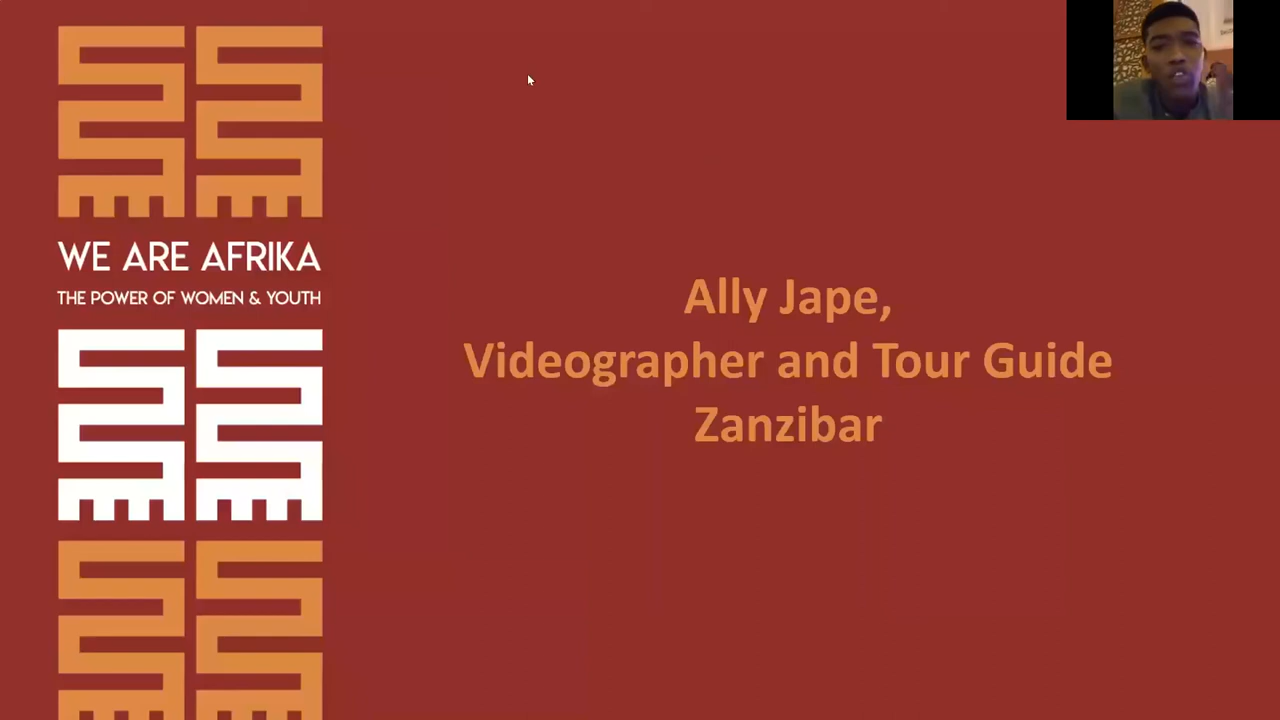 WE ARE AFRIKA
THE POWER OF WOMEN & YOUTH
Ally Jape,
Videographer and Tour Guide
Zanzibar